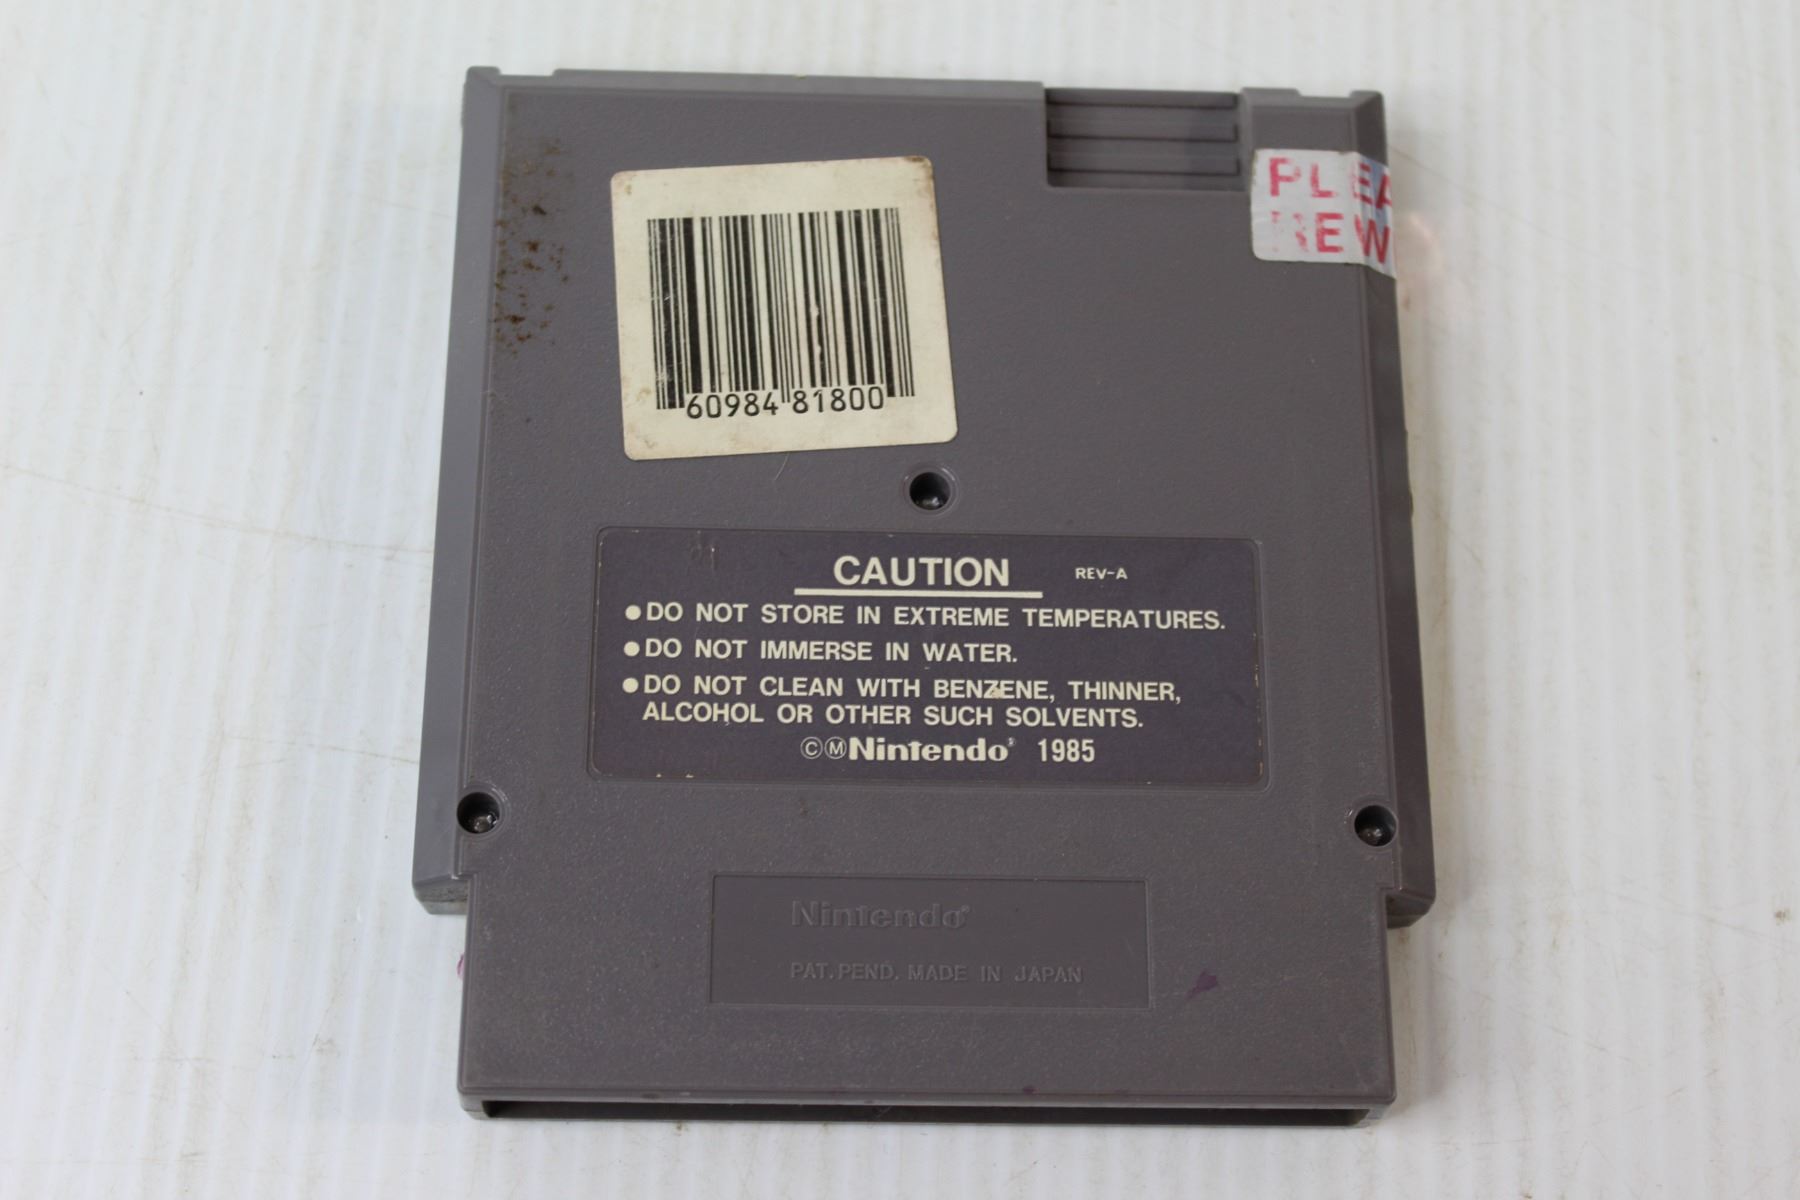 PLEA
REW
60984 81800
CAUTION REV-A
●DO NOT STORE IN EXTREME TEMPERATURES.
●DO NOT IMMERSE IN WATER.
●DO NOT CLEAN WITH BENZENE, THINNER,
ALCOHOL OR OTHER SUCH SOLVENTS.
©ⓂNintendo® 1985
Nintendo®
PAT. PEND. MADE IN JAPAN